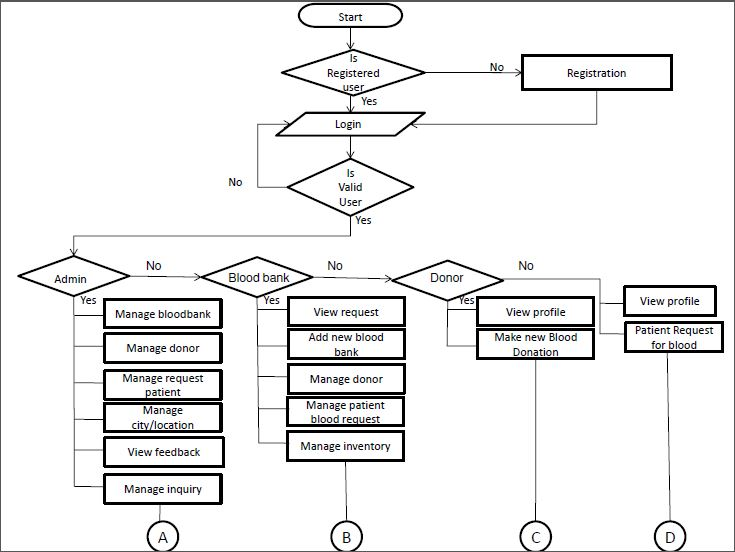 Start
Is
Registered
user
No
Registration
Yes
Login
Is
Valid
User
No
Yes
Admin
No
Blood bank
No
Donor
No
Yes
Manage bloodbank
Manage donor
Manage request
patient
Manage
city/location
View feedback
Manage inquiry
Yes
View request
Add new blood
bank
Manage donor
Manage patient
blood request
Manage inventory
Yes
View profile
Make new Blood
Donation
View profile
Patient Request
for blood
A
B
C
D